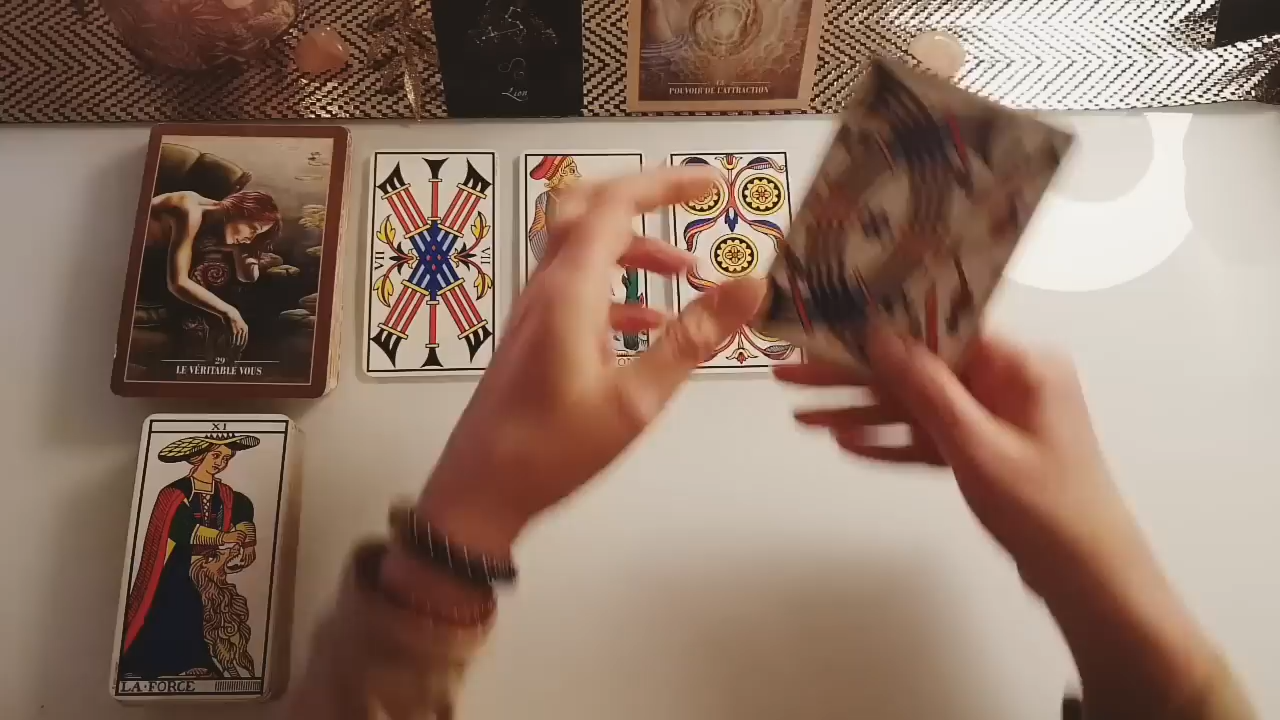 Lion
POUVOIR DE L'ATTRACTION
29
LE VÉRITABLE VOUS
VII
VII
XI
LA·FORCE